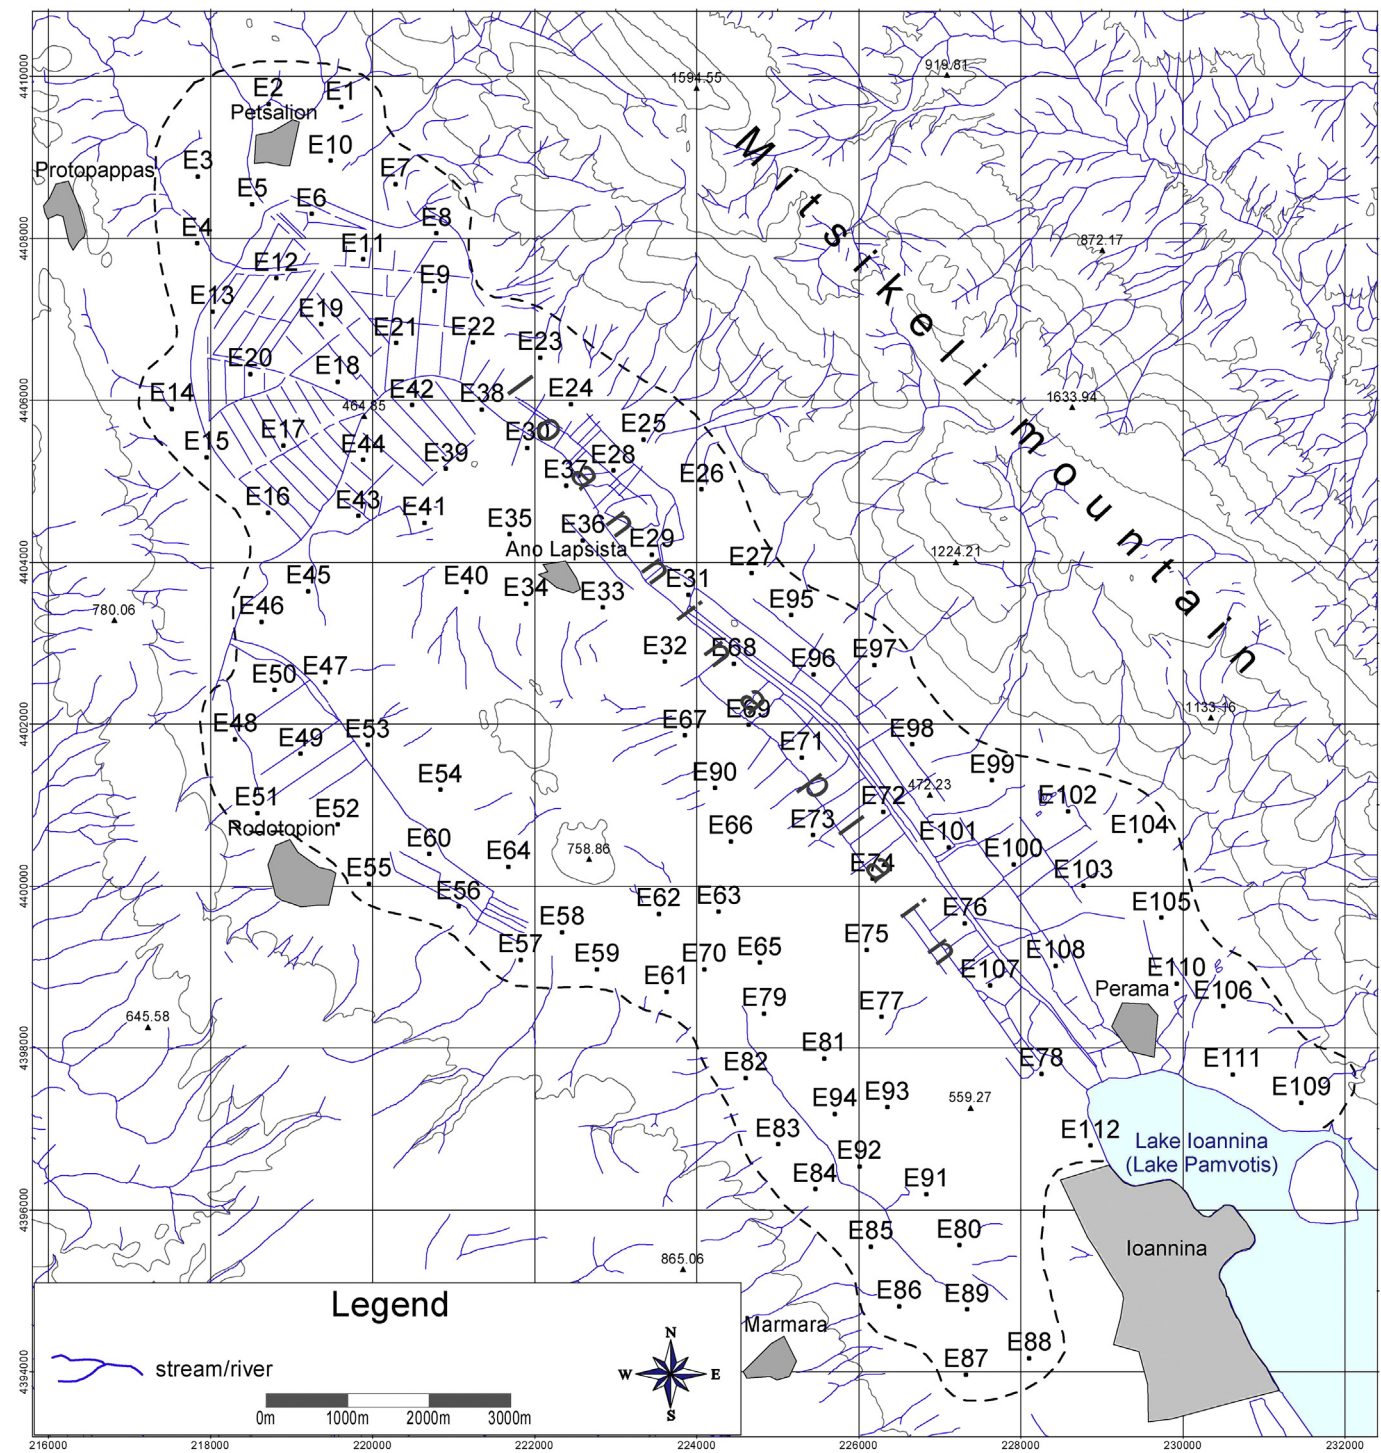 4410000
4408000
4406000
4404000
4402000
4400000
4398000
4396000
4394000
919.81
1594.55
E2
E1
Petsalion
E10
Protopappas
E3
E7
E5
E6
E4
E8
E11
872.17
E12
E9
E13
E19
E21
E22
E23
E20
E18
E14
E42
E38
E24
464.85
1633.94
E15
E17
E44
E39
E30
E25
E28
E37
E26
E16
E43
E41
E35
E36
E29
Ano Lapsista
E27
1224.21
E45
E40
E34
E33
E31
E95
780.06
E46
E32
E68
E96
E97
E50
E47
E48
E49
E53
E67
E69
E71
E98
1133.16
E54
E90
E99
472.23
E51
E52
E72
E102
Rodotopion
E66
E73
E101
E100
E104
E60
E64
758.86
E55
E74
E103
E56
E62
E63
E76
E105
E58
E57
E59
E70
E65
E75
E108
E61
E107
E110
Perama
E106
E79
E77
645.58
E81
E82
E78
E111
E94
E93
559.27
E109
E83
E92
E112
Lake Ioannina
(Lake Pamvotis)
E84
E91
E85
E80
Ioannina
865.06
E86
E89
Marmara
E88
E87
Mitsikeli mountain
Ioannina plain
Legend
stream/river
0m 1000m 2000m 3000m
N
W E
S
216000 218000 220000 222000 224000 226000 228000 230000 232000